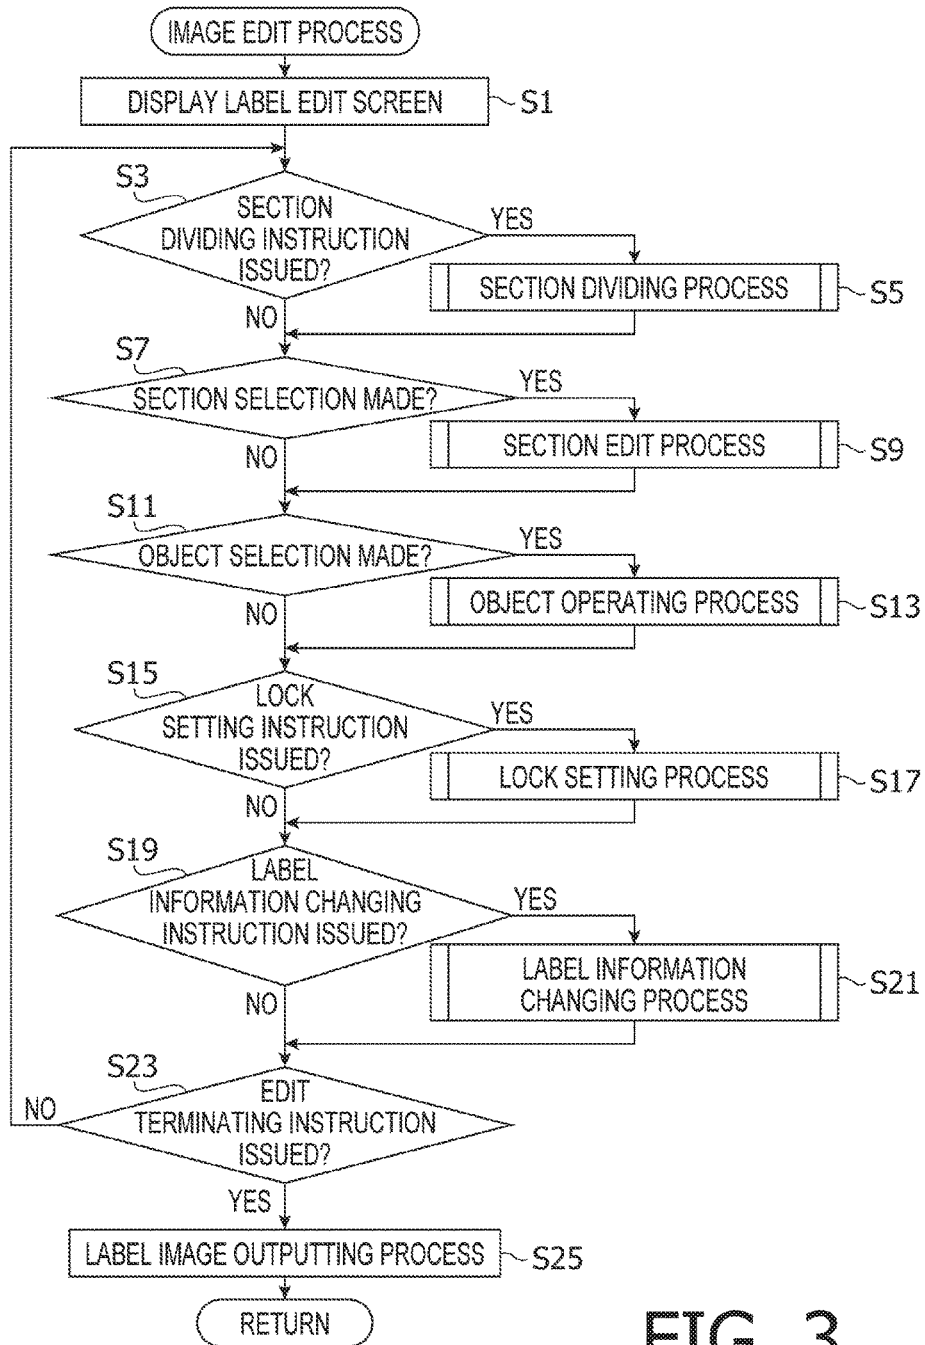 IMAGE EDIT PROCESS
DISPLAY LABEL EDIT SCREEN
S1
S3
SECTION
DIVIDING INSTRUCTION
ISSUED?
YES
SECTION DIVIDING PROCESS
S5
NO
S7
SECTION SELECTION MADE?
YES
SECTION EDIT PROCESS
S9
NO
S11
OBJECT SELECTION MADE?
YES
OBJECT OPERATING PROCESS
S13
NO
S15
LOCK
SETTING INSTRUCTION
ISSUED?
YES
LOCK SETTING PROCESS
S17
NO
S19
LABEL
INFORMATION CHANGING
INSTRUCTION ISSUED?
YES
LABEL INFORMATION
CHANGING PROCESS
S21
NO
S23
EDIT
TERMINATING INSTRUCTION
ISSUED?
NO
YES
LABEL IMAGE OUTPUTTING PROCESS
S25
RETURN
FIG. 3